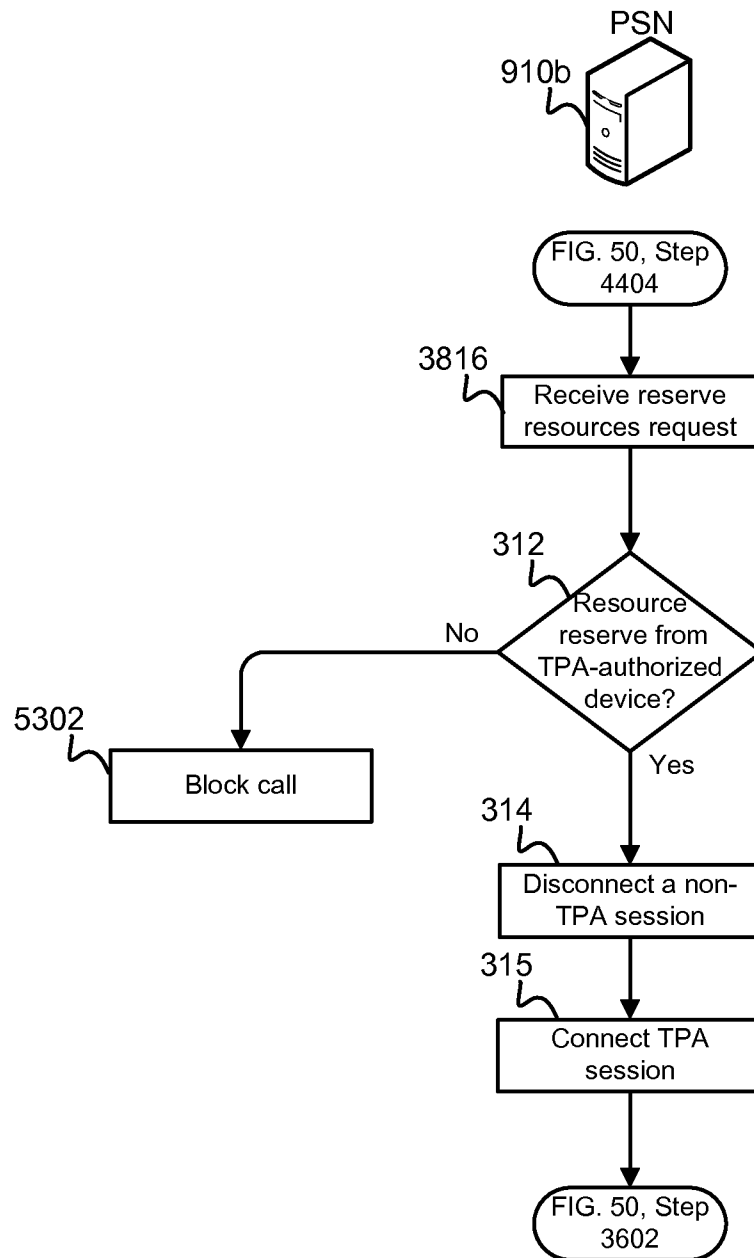 PSN
910b
FIG. 50, Step
4404
3816
Receive reserve
resources request
312
Resource
reserve from
TPA-authorized
device?
No
Yes
5302
Block call
314
Disconnect a non-
TPA session
315
Connect TPA
session
FIG. 50, Step
3602